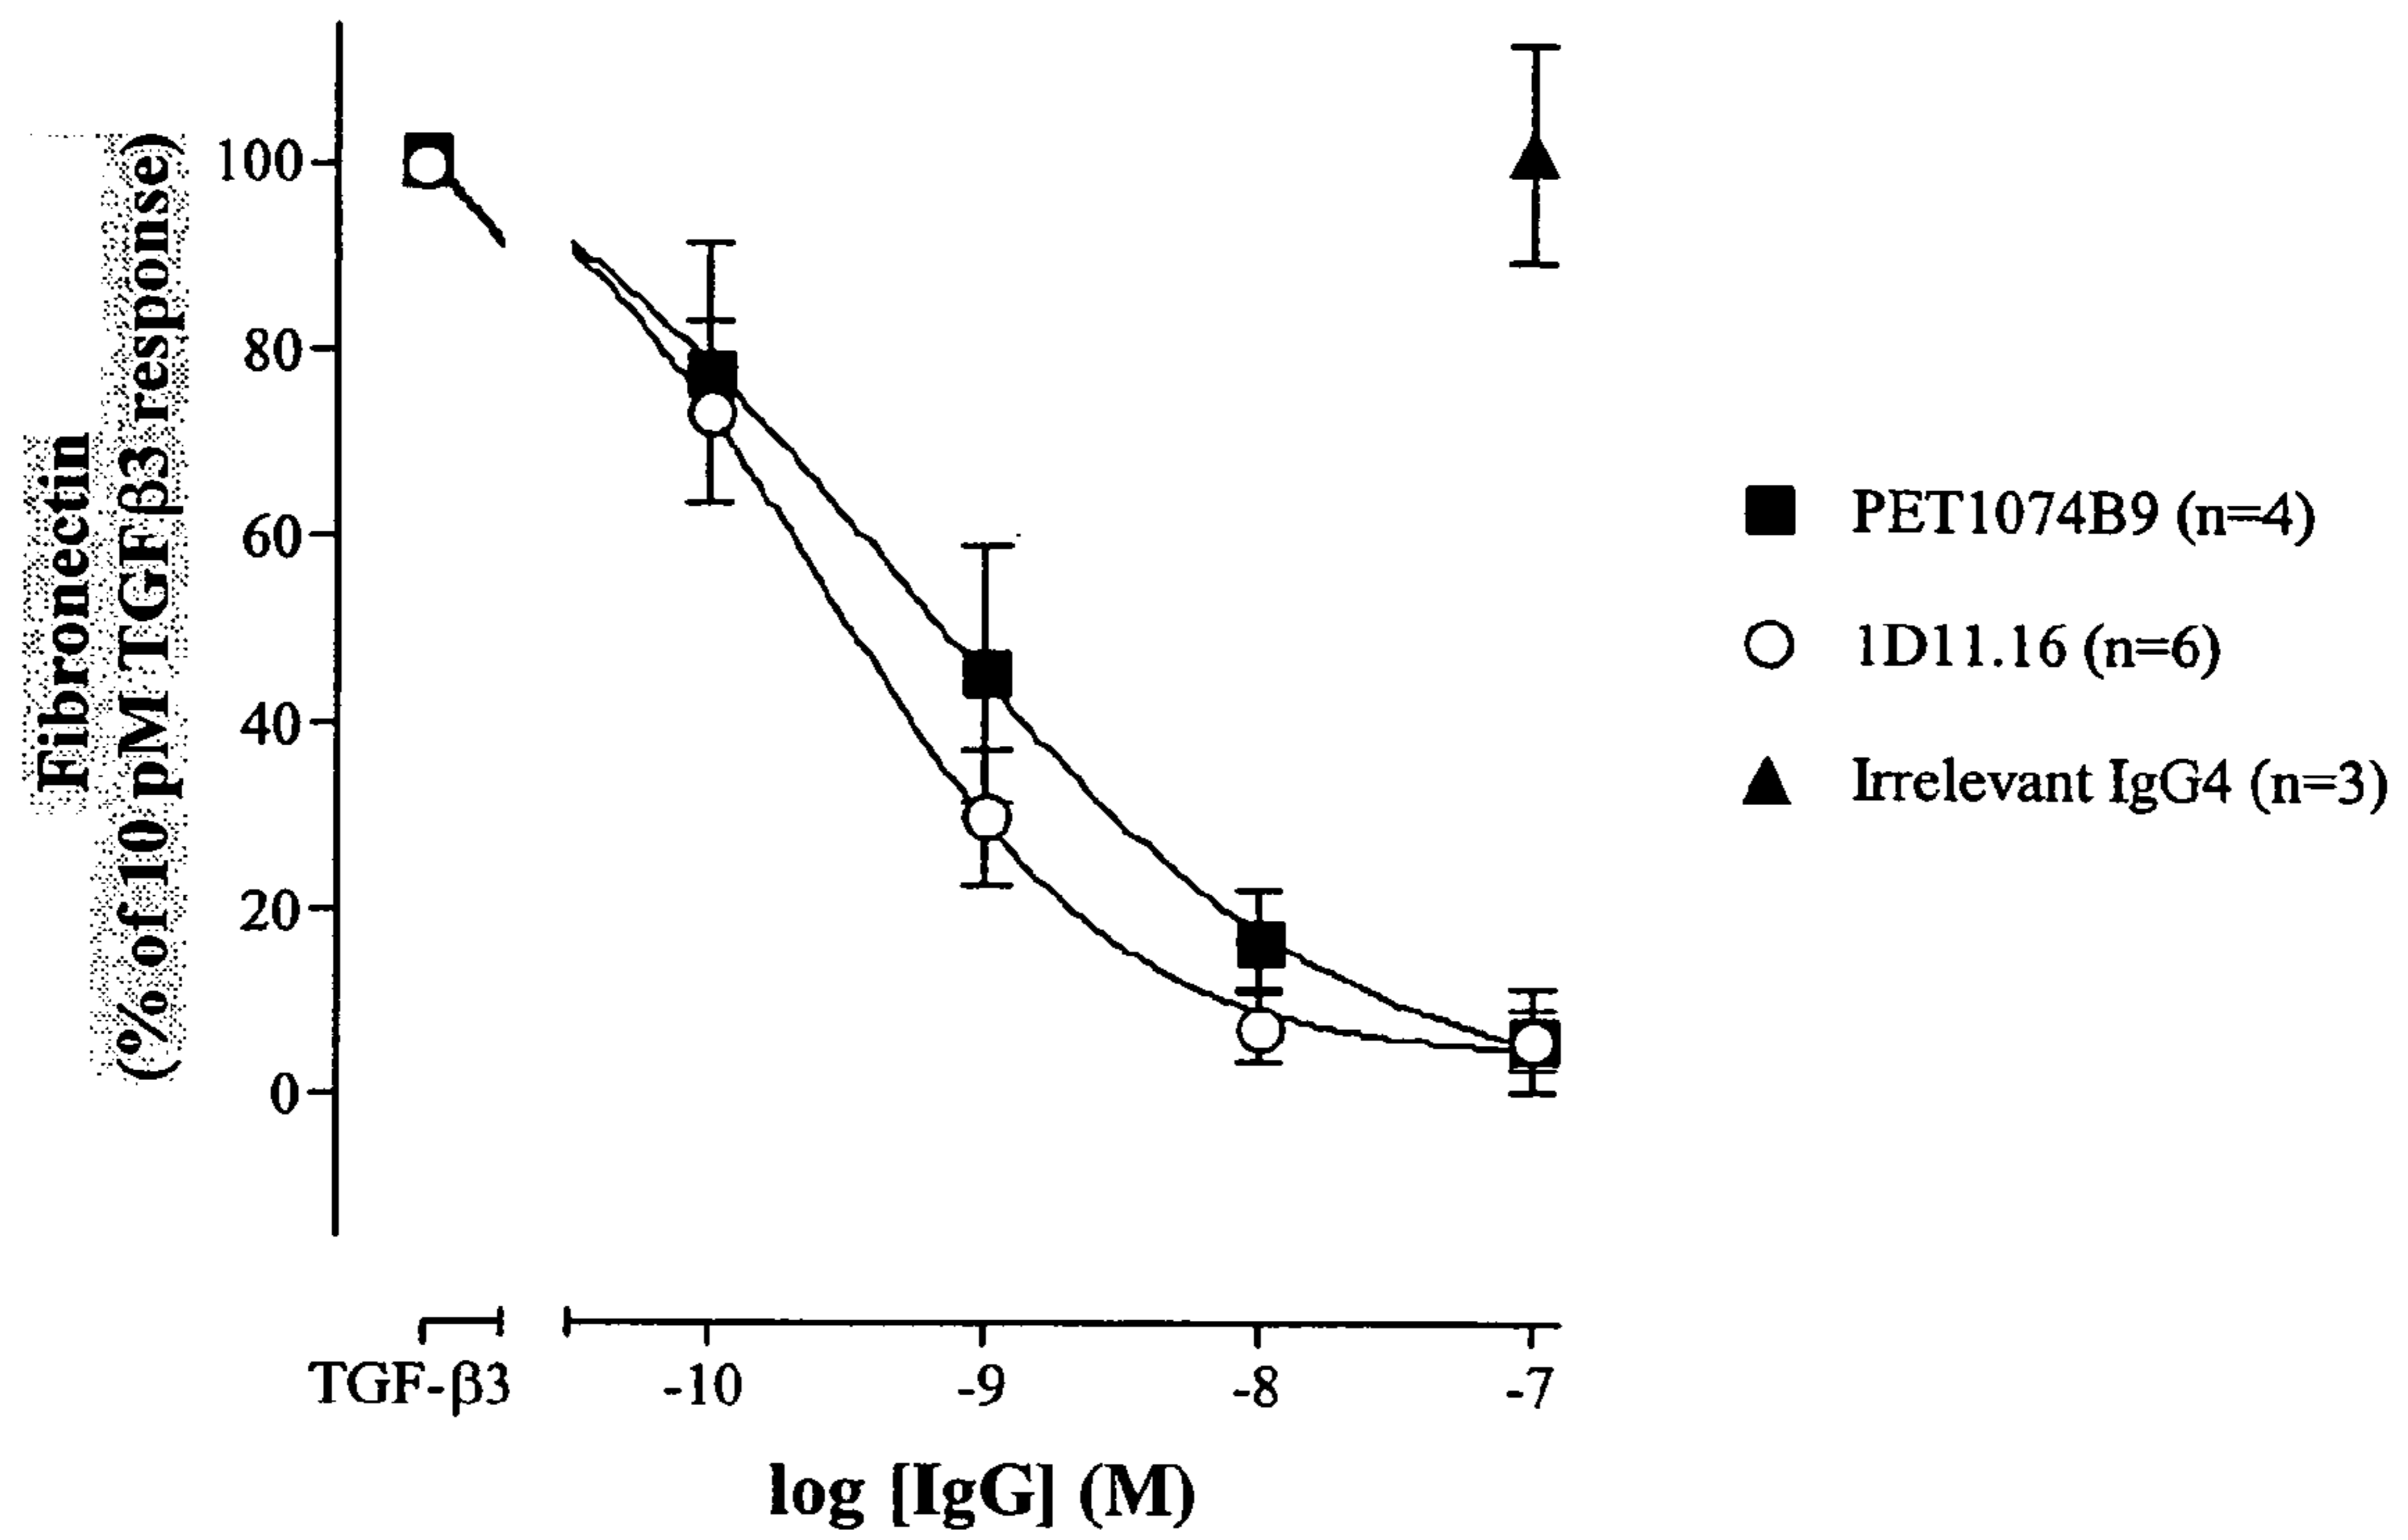 Fibronectin
(% of 10 pM TGFβ3 response)
100
80
60
40
20
0
PET1074B9 (n=4)
1D11.16 (n=6)
Irrelevant IgG4 (n=3)
TGF-β3
-10
-9
-8
-7
log [IgG] (M)